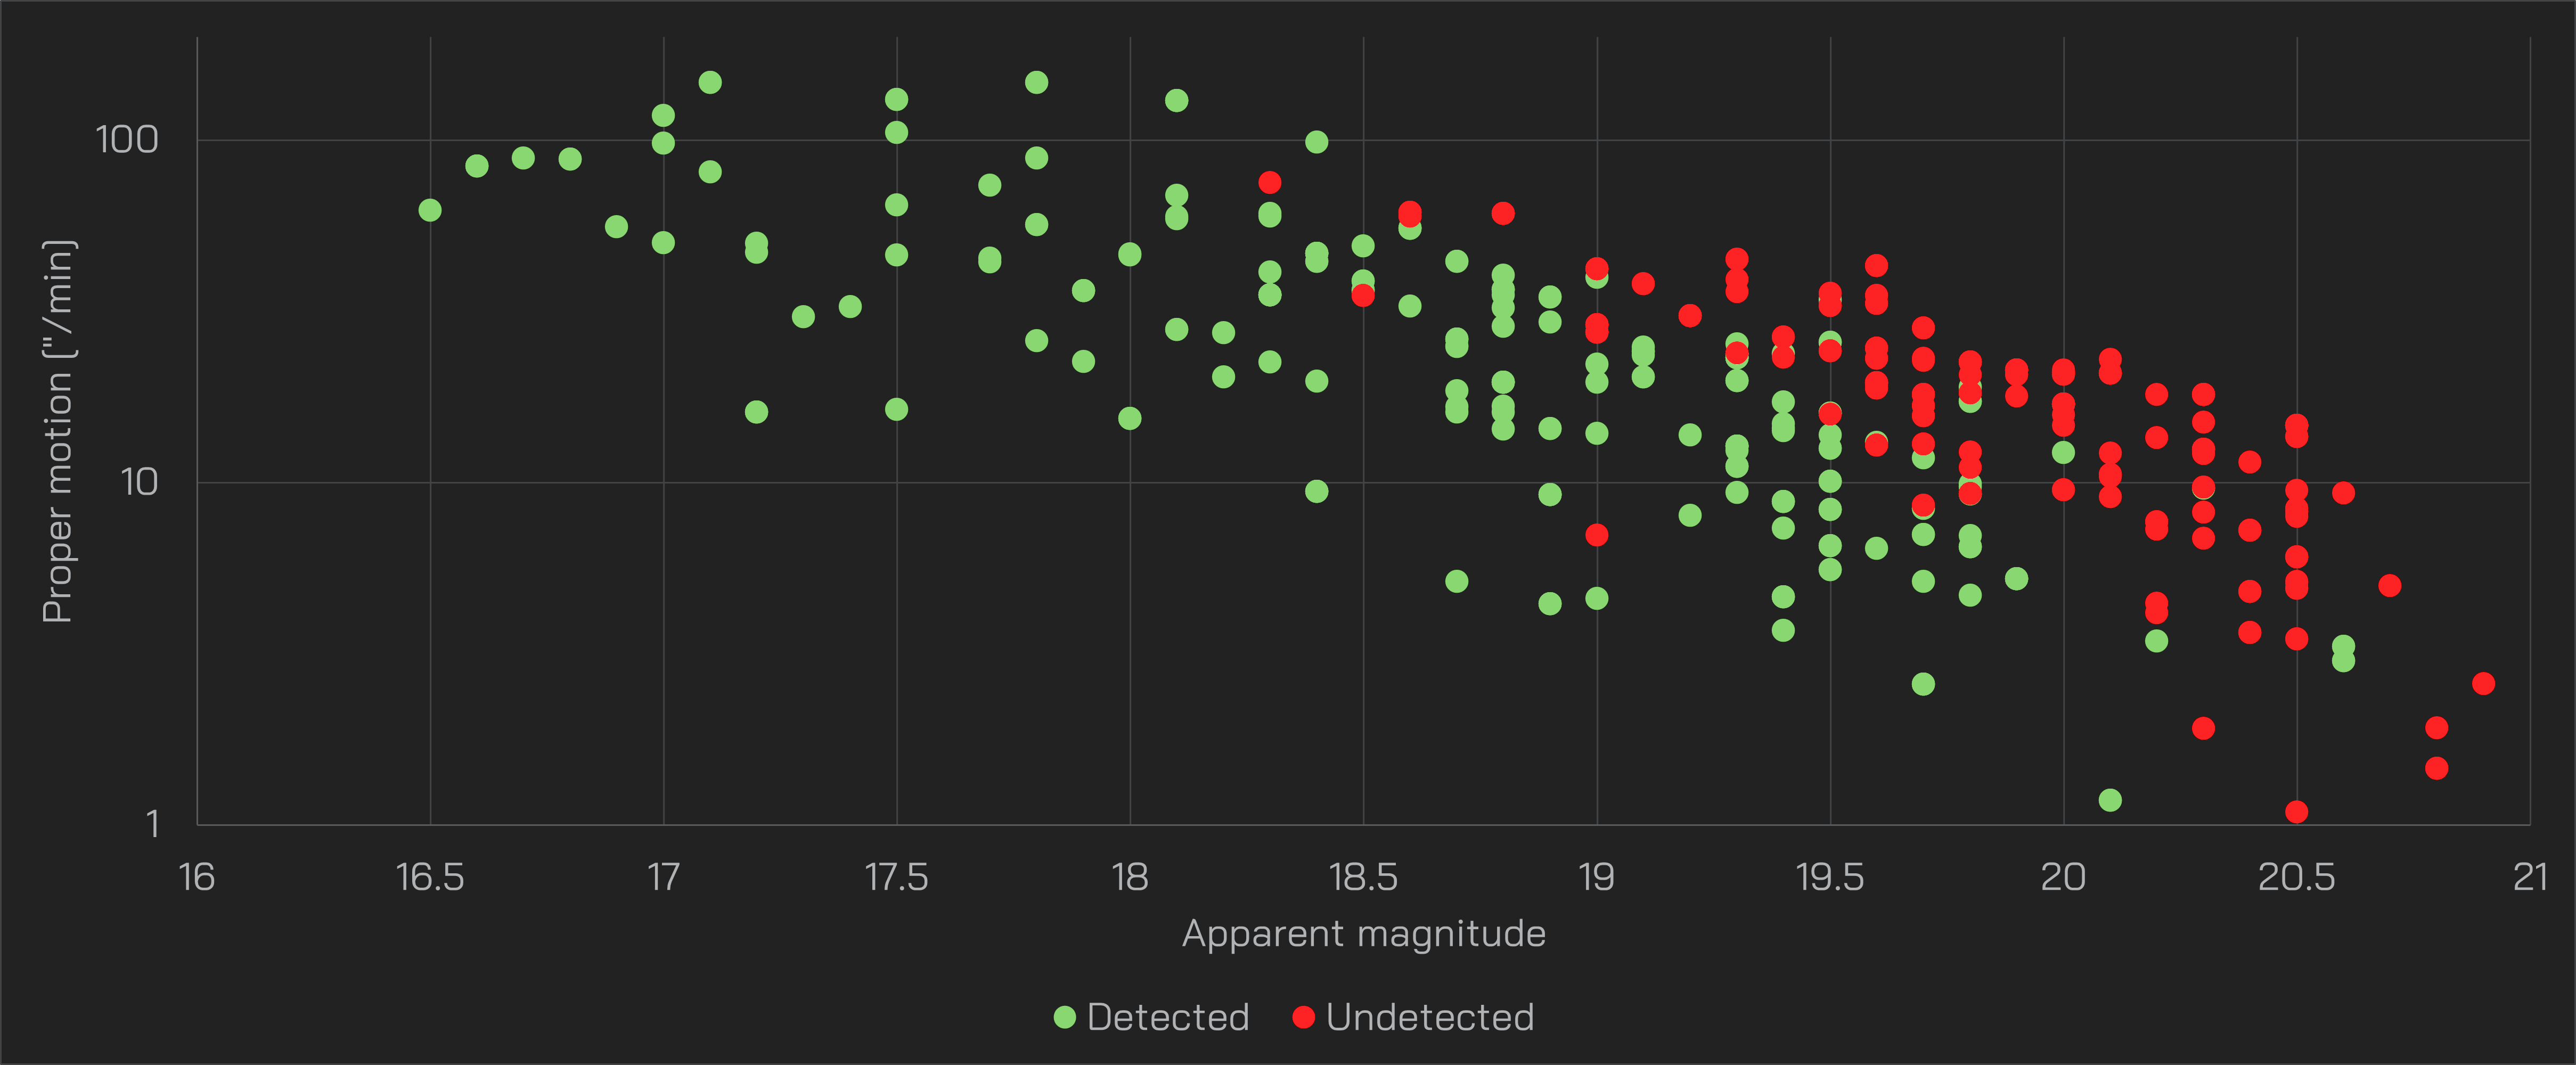 Proper motion ("/min)
100
10
1
16 16.5 17 17.5 18 18.5 19 19.5 20 20.5 21
Apparent magnitude
Detected Undetected